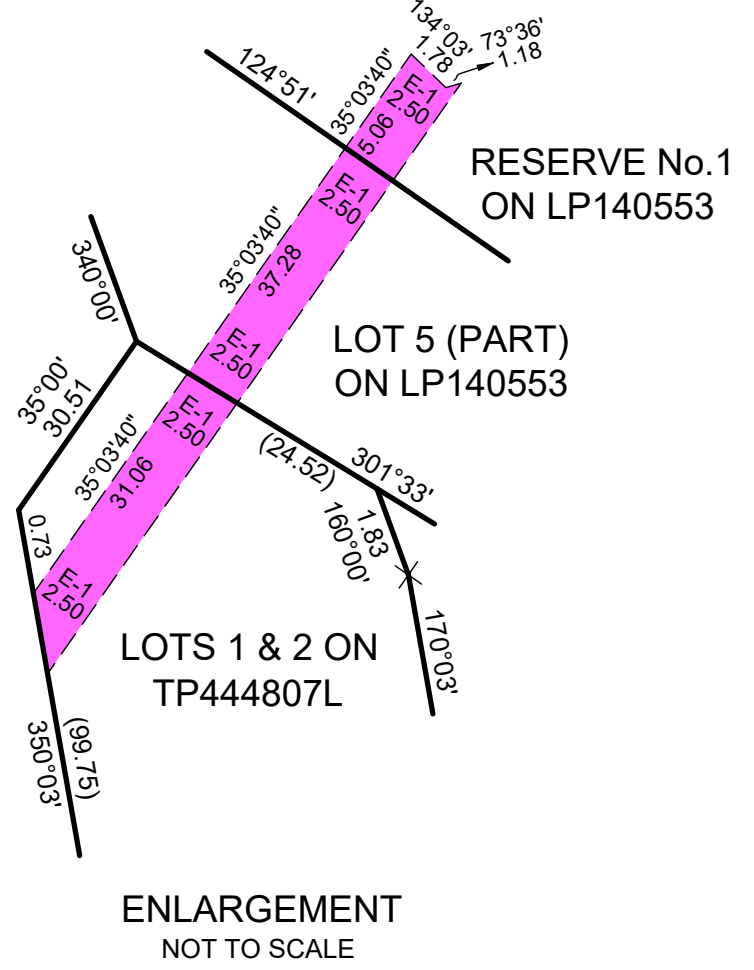 134°03'
1.78
73°36'
1.18
124°51'
35°03'40"
E-1
2.50
5.06
RESERVE No.1
ON LP140553
E-1
2.50
35°03'40"
37.28
340°00'
LOT 5 (PART)
ON LP140553
E-1
2.50
35°00'
30.51
E-1
2.50
(24.52)
301°33'
35°03'40"
31.06
0.73
1.83
160°00'
E-1
2.50
170°03'
LOTS 1 & 2 ON
TP444807L
(99.75)
350°03'
ENLARGEMENT
NOT TO SCALE